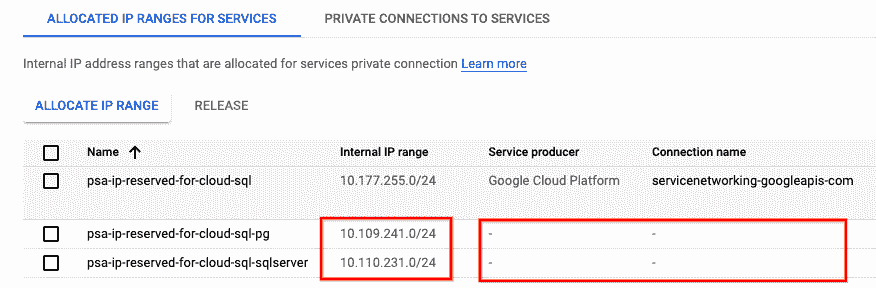 ALLOCATED IP RANGES FOR SERVICES PRIVATE CONNECTIONS TO SERVICES
Internal IP address ranges that are allocated for services private connection Learn more
ALLOCATE IP RANGE RELEASE
Name ↑ Internal IP range Service producer Connection name
psa-ip-reserved-for-cloud-sql 10.177.255.0/24 Google Cloud Platform servicenetworking-googleapis-com
psa-ip-reserved-for-cloud-sql-pg 10.109.241.0/24 - -
psa-ip-reserved-for-cloud-sql-sqlserver 10.110.231.0/24 - -